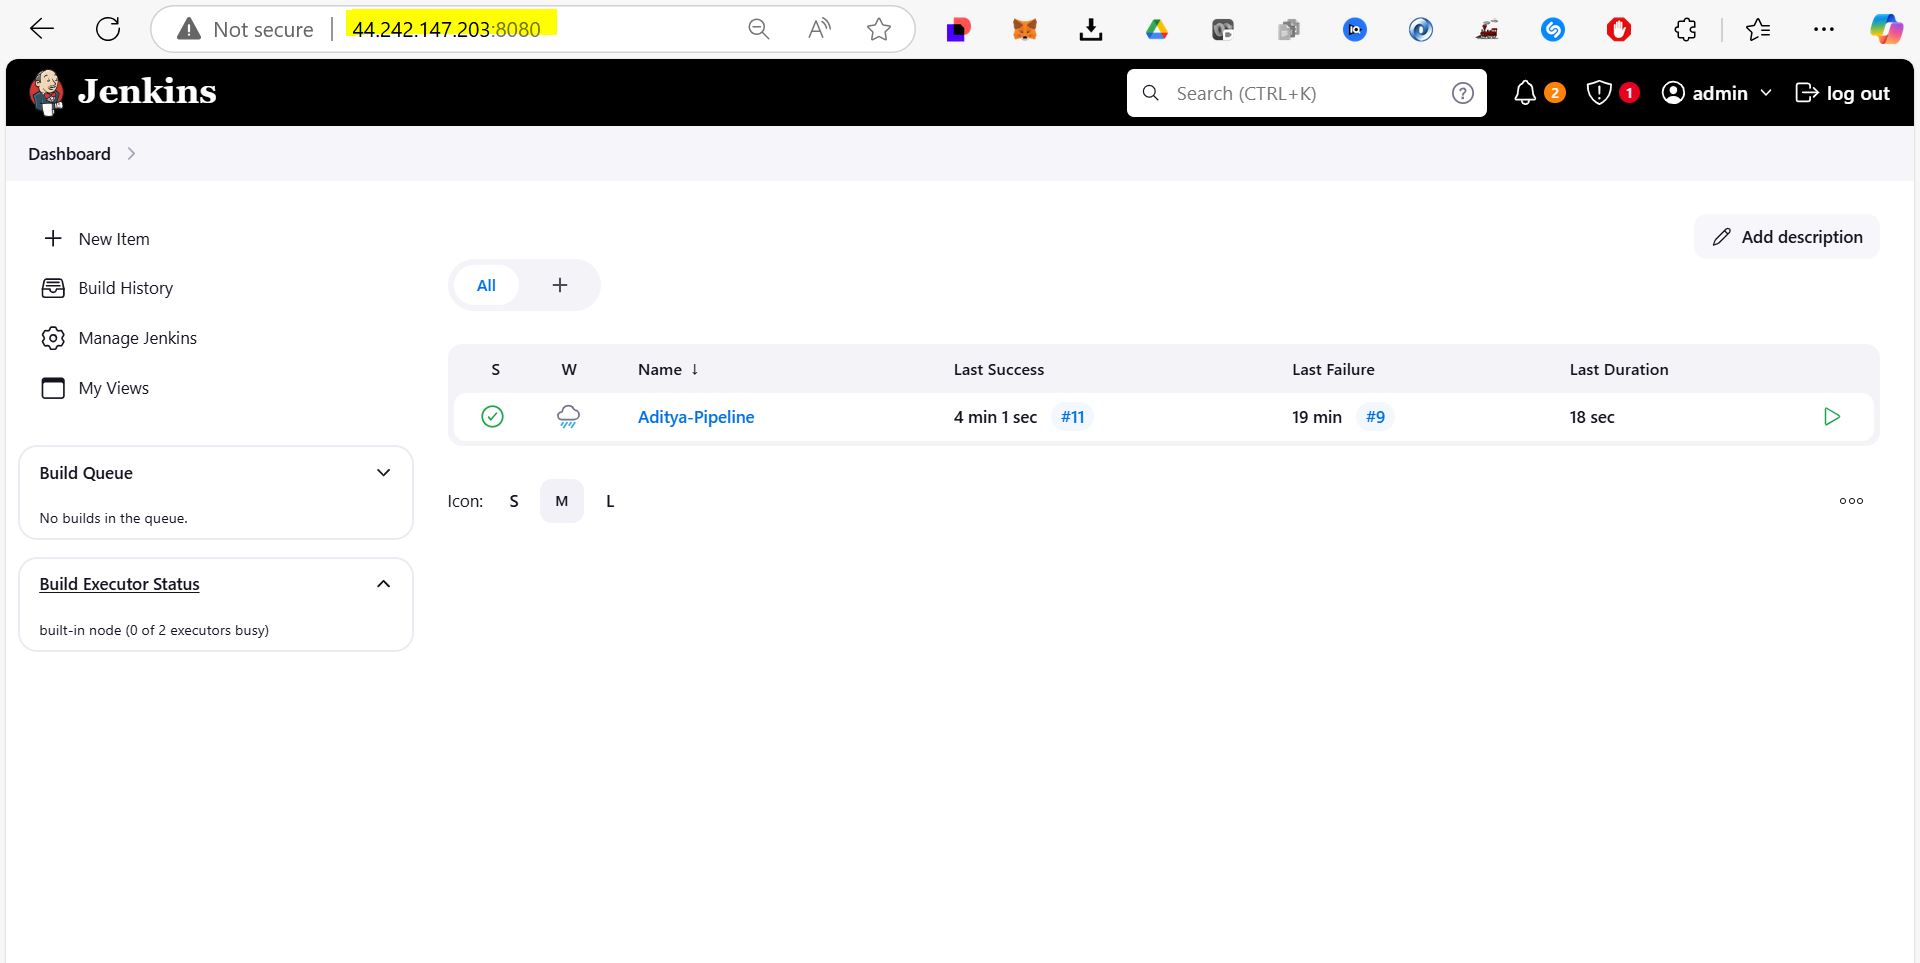 Not secure 44.242.147.203:8080
Jenkins
Search (CTRL+K)
2
1
admin
log out
Dashboard
New Item
Build History
Manage Jenkins
My Views
Add description
All
S W Name ↓ Last Success Last Failure Last Duration
Aditya-Pipeline 4 min 1 sec #11 19 min #9 18 sec
Icon: S M L
Build Queue
No builds in the queue.
Build Executor Status
built-in node (0 of 2 executors busy)